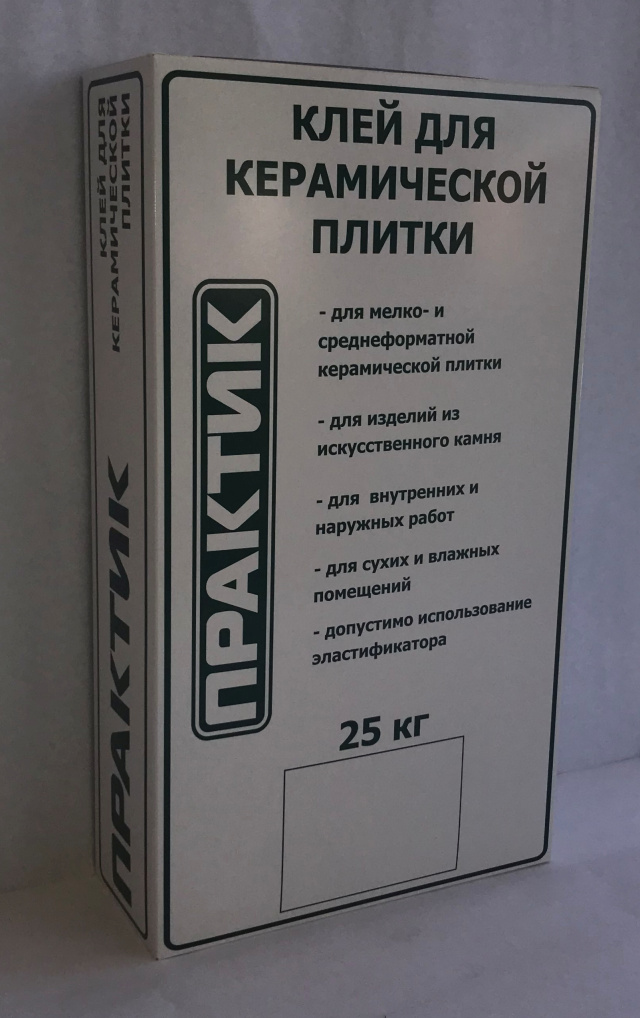 КЛЕЙ ДЛЯ
КЕРАМИЧЕСКОЙ
ПЛИТКИ
ПРАКТИК
КЛЕЙ ДЛЯ
КЕРАМИЧЕСКОЙ
ПЛИТКИ
ПРАКТИК
- для мелко- и
среднеформатной
керамической плитки
- для изделий из
искусственного камня
- для внутренних и
наружных работ
- для сухих и влажных
помещений
- допустимо использование
эластификатора
25 кг